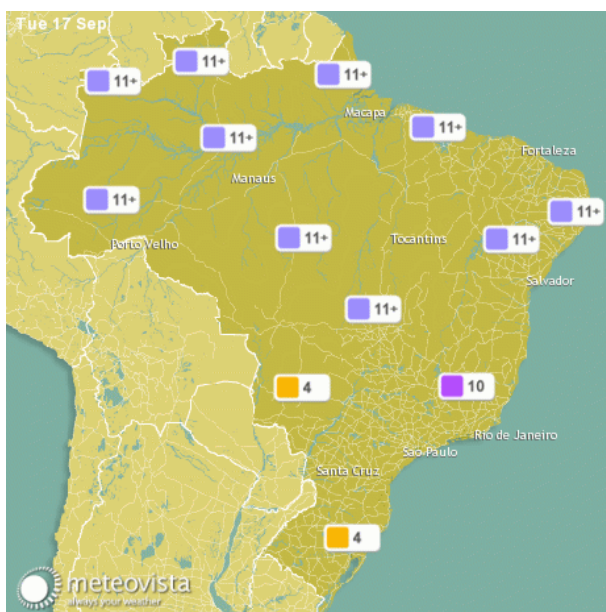 Tue 17 Sep
11+
11+
11+
Macapa
11+
11+
Fortaleza
Manaus
11+
11+
11+
11+
Tocantins
Porto Velho
Salvador
11+
4
10
Rio de Janeiro
São Paulo
Santa Cruz
4
meteovista
always your weather